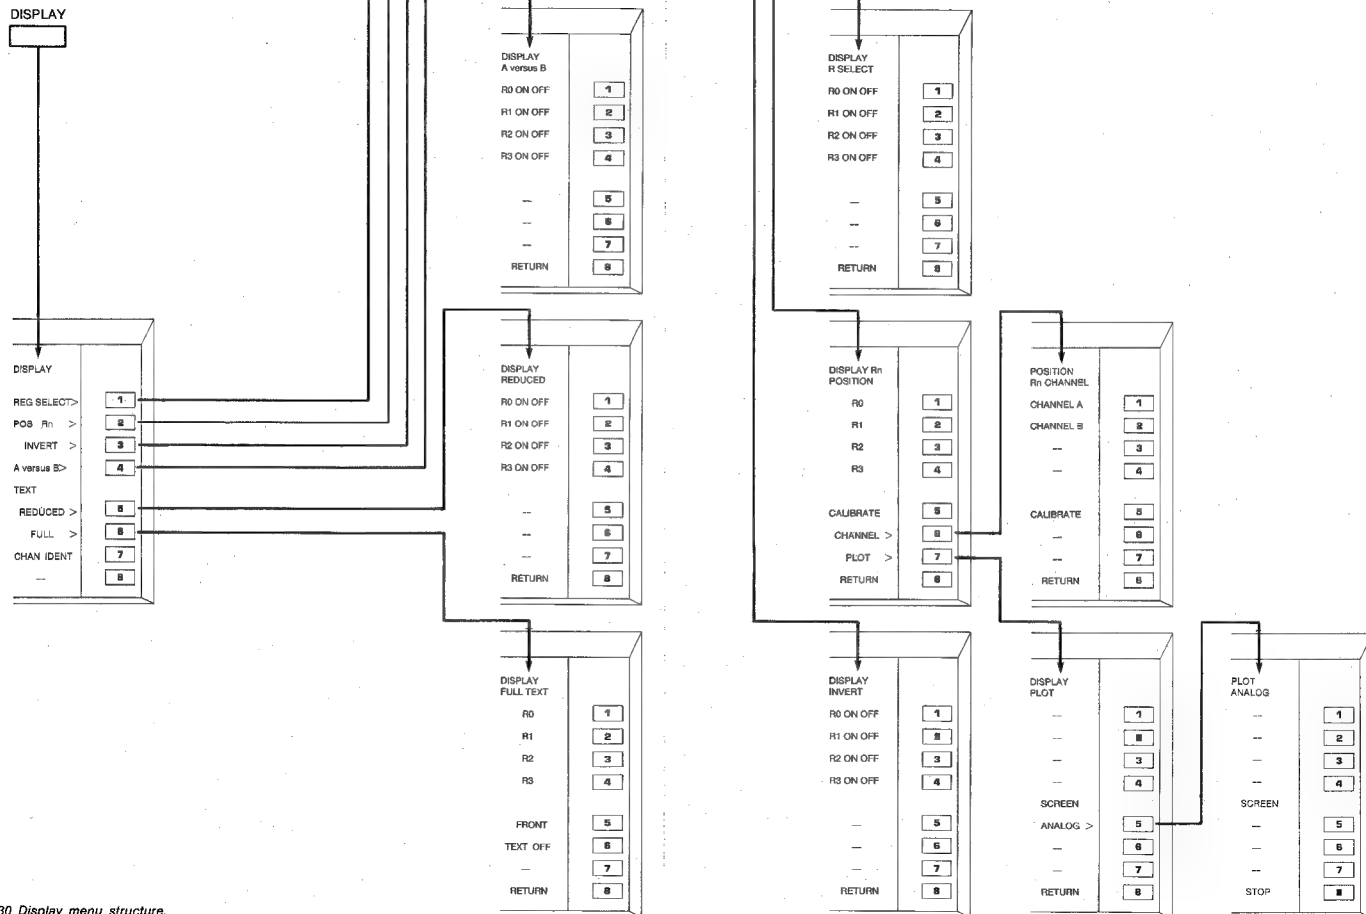 DISPLAY
DISPLAY
REG SELECT> 1
POS Rn > 2
INVERT > 3
A versus B> 4
TEXT
REDUCED > 5
FULL > 6
CHAN IDENT 7
-- 8
DISPLAY
A versus B
R0 ON OFF 1
R1 ON OFF 2
R2 ON OFF 3
R3 ON OFF 4
-- 5
-- 6
-- 7
RETURN 8
DISPLAY
REDUCED
R0 ON OFF 1
R1 ON OFF 2
R2 ON OFF 3
R3 ON OFF 4
-- 5
-- 6
-- 7
RETURN 8
DISPLAY
FULL TEXT
R0 1
R1 2
R2 3
R3 4
FRONT 5
TEXT OFF 6
-- 7
RETURN 8
DISPLAY
R SELECT
R0 ON OFF 1
R1 ON OFF 2
R2 ON OFF 3
R3 ON OFF 4
-- 5
-- 6
-- 7
RETURN 8
DISPLAY Rn
POSITION
R0 1
R1 2
R2 3
R3 4
CALIBRATE 5
CHANNEL > 6
PLOT > 7
RETURN 8
POSITION
Rn CHANNEL
CHANNEL A 1
CHANNEL B 2
-- 3
-- 4
CALIBRATE 5
-- 6
-- 7
RETURN 8
DISPLAY
INVERT
R0 ON OFF 1
R1 ON OFF
R2 ON OFF 3
R3 ON OFF 4
-- 5
-- 6
-- 7
RETURN 8
DISPLAY
PLOT
-- 1
--
-- 3
-- 4
SCREEN
ANALOG > 5
-- 6
-- 7
RETURN 8
PLOT
ANALOG
-- 1
-- 2
-- 3
-- 4
SCREEN
-- 5
-- 6
-- 7
STOP
30 Display menu structure.